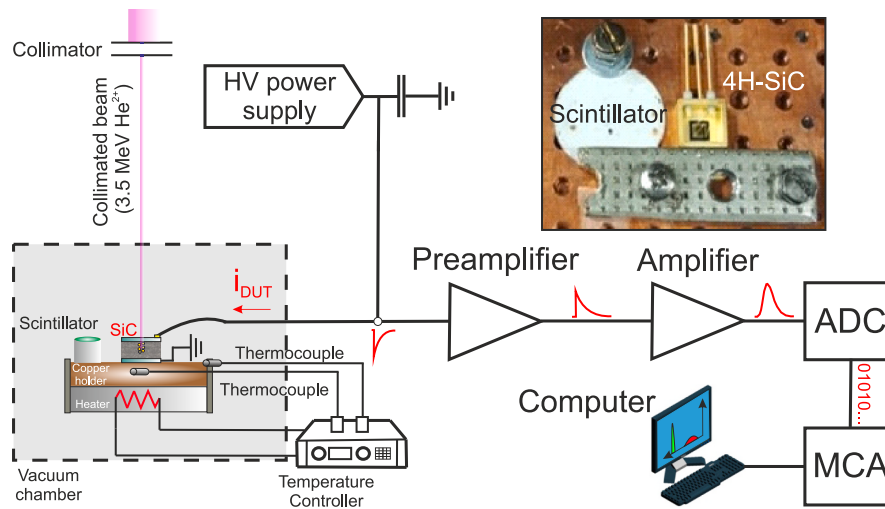 Collimator
Collimated beam
(3.5 MeV He²⁺)
HV power
supply
Scintillator
4H-SiC
Preamplifier
Amplifier
ADC
i_DUT
Scintillator
SiC
Copper
holder
Heater
Thermocouple
Thermocouple
01010...
Computer
MCA
Vacuum
chamber
Temperature
Controller